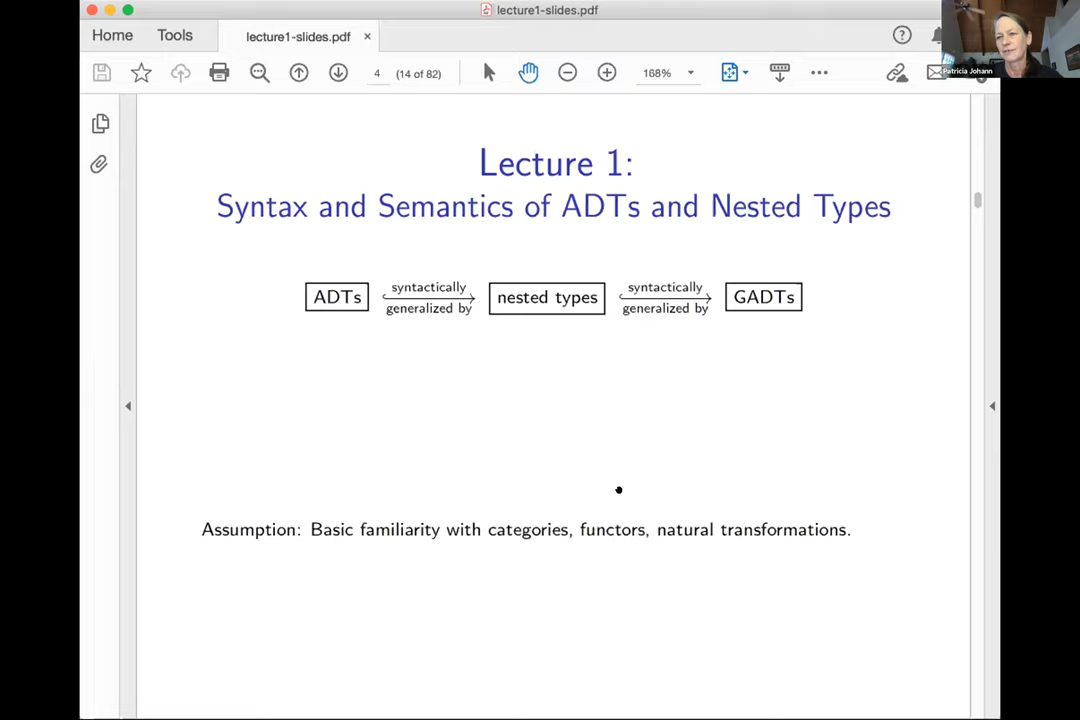 lecture1-slides.pdf
Home Tools lecture1-slides.pdf ×
4 (14 of 82) 168%
Patricia Johann
Lecture 1:
Syntax and Semantics of ADTs and Nested Types
ADTs syntactically generalized by nested types syntactically generalized by GADTs
Assumption: Basic familiarity with categories, functors, natural transformations.